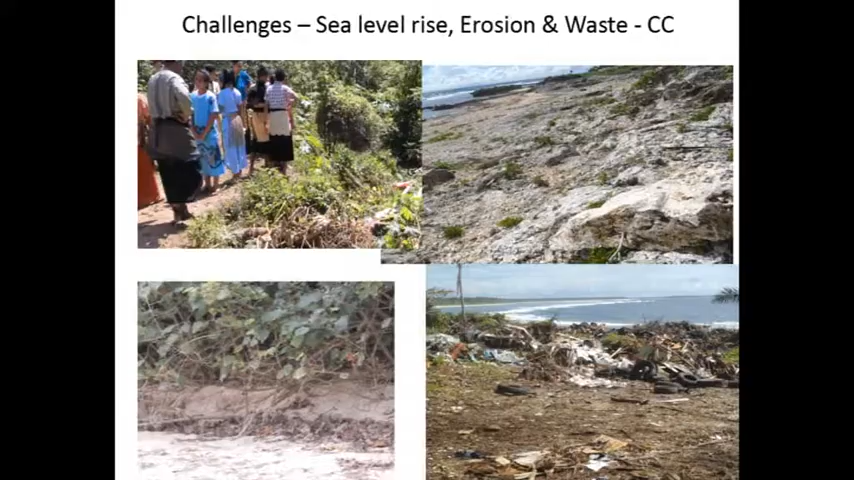 Challenges – Sea level rise, Erosion & Waste - CC